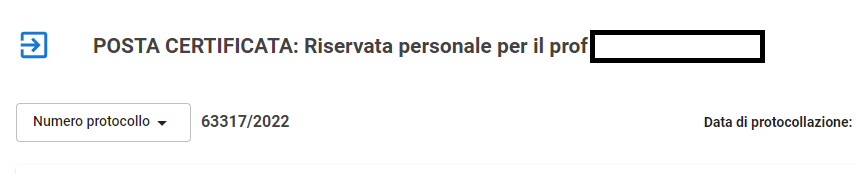 POSTA CERTIFICATA: Riservata personale per il prof
Numero protocollo 63317/2022 Data di protocollazione: